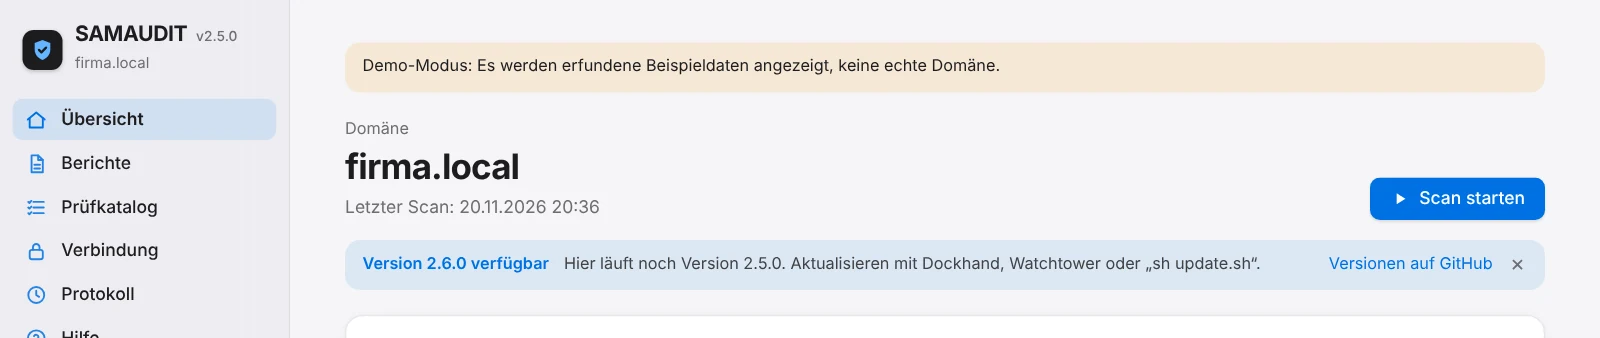 SAMAUDIT v2.5.0
firma.local
Übersicht
Berichte
Prüfkatalog
Verbindung
Protokoll
Hilfe
Demo-Modus: Es werden erfundene Beispieldaten angezeigt, keine echte Domäne.
Domäne
firma.local
Letzter Scan: 20.11.2026 20:36
Scan starten
Version 2.6.0 verfügbar Hier läuft noch Version 2.5.0. Aktualisieren mit Dockhand, Watchtower oder „sh update.sh“. Versionen auf GitHub